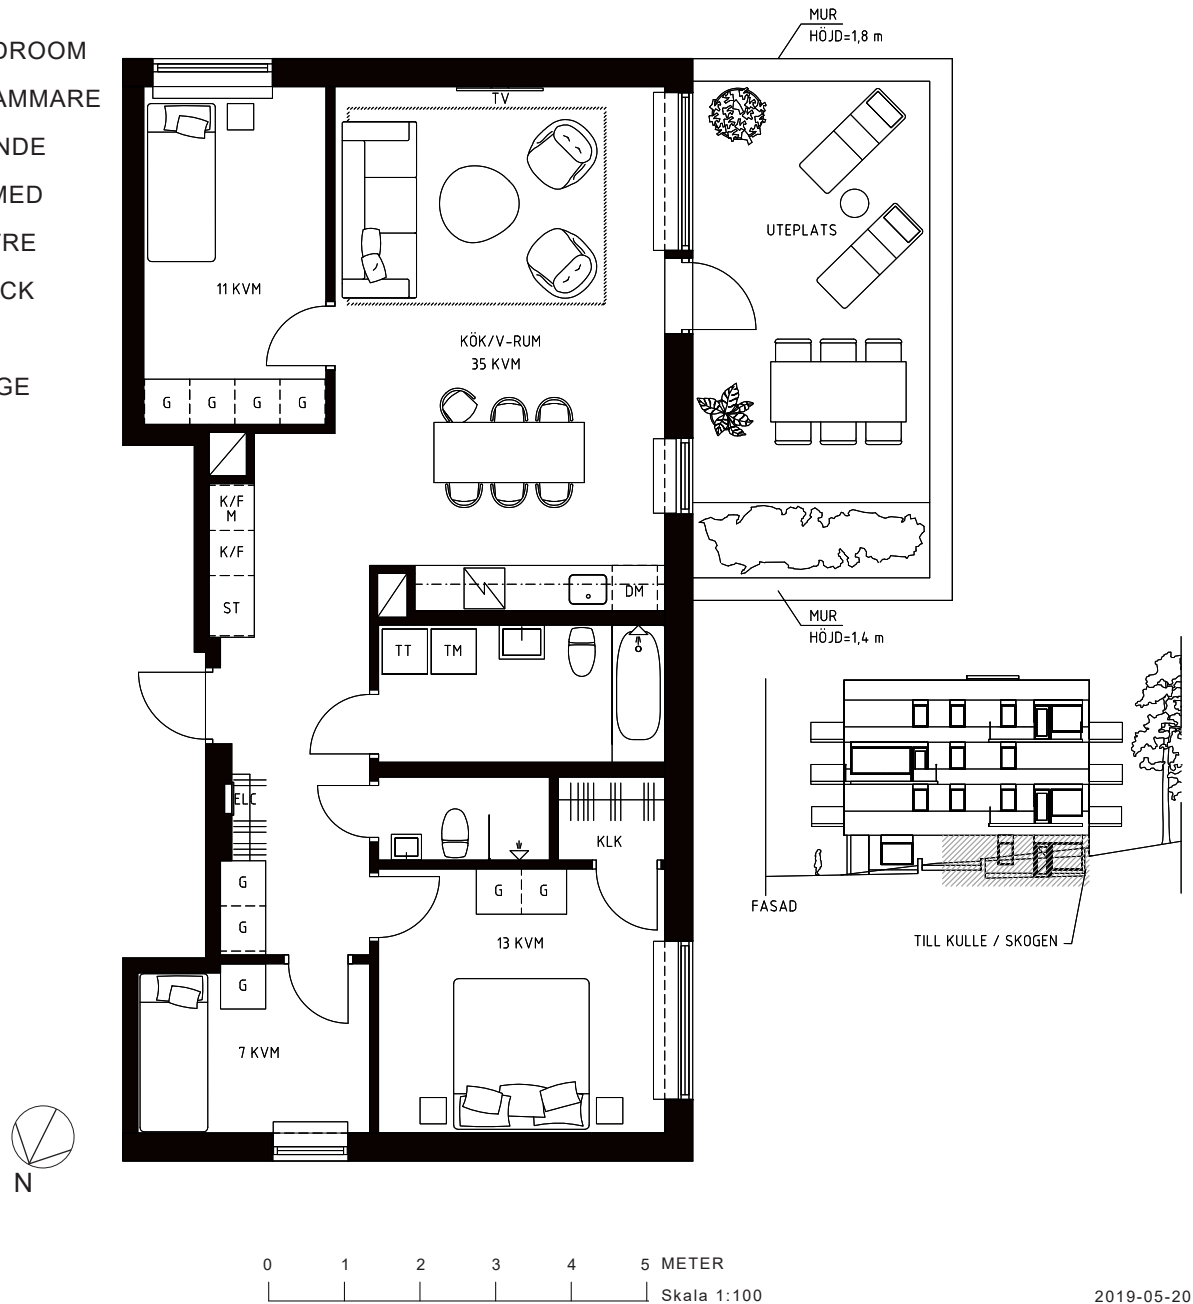 DROOM
AMMARE
NDE
MED
TRE
CK
GE
MUR
HÖJD=1,8 m
TV
UTEPLATS
11 KVM
KÖK/V-RUM
35 KVM
G G G G
K/F
M
K/F
ST
DM
MUR
HÖJD=1,4 m
TT TM
ELC
KLK
G
G
G G
13 KVM
G
7 KVM
FASAD
TILL KULLE / SKOGEN
N
0 1 2 3 4 5 METER
Skala 1:100
2019-05-20